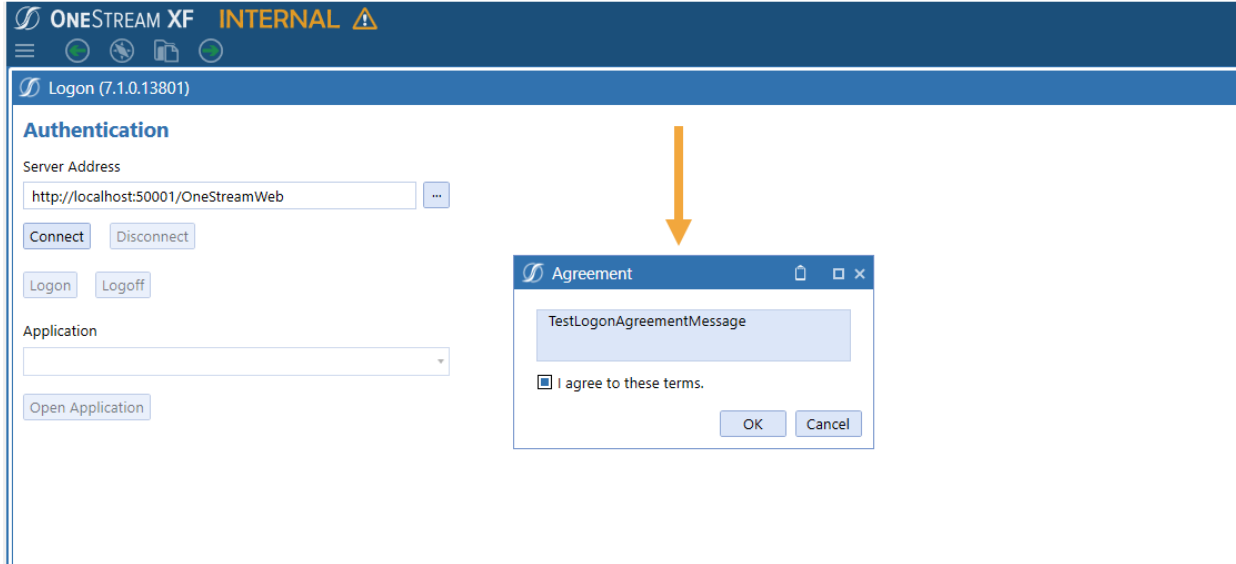 ONESTREAM XF INTERNAL
Logon (7.1.0.13801)
Authentication
Server Address
http://localhost:50001/OneStreamWeb
...
Connect Disconnect
Logon Logoff
Application
Open Application
Agreement
TestLogonAgreementMessage
I agree to these terms.
OK Cancel